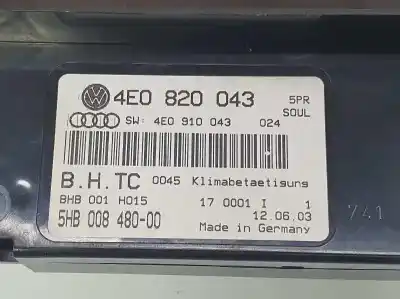 4E0 820 043 5PR
SOUL
SW: 4E0 910 043 024
B.H.TC 0045 Klimabetaetigung
BHB 001 H015 17 0001 I 1
5HB 008 480-00 12.06.03
Made in Germany
741